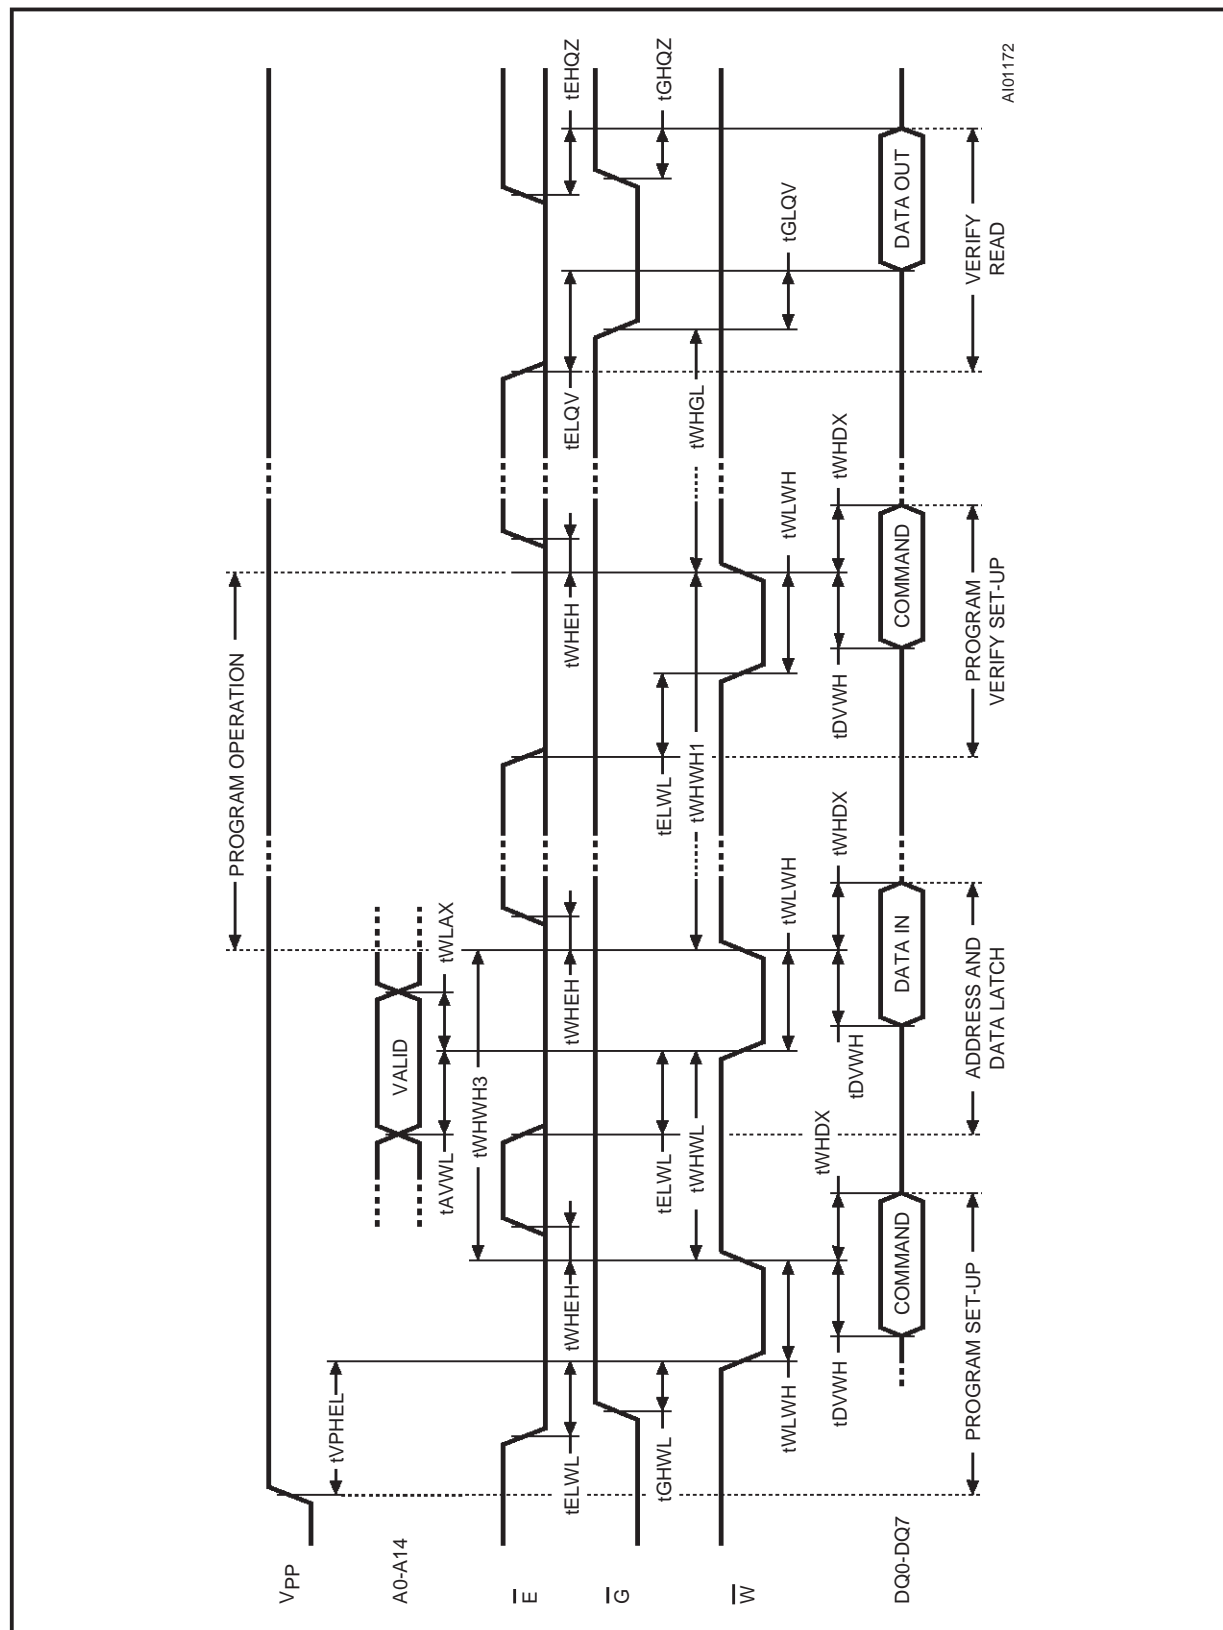 PROGRAM OPERATION
VPP
tVPHEL
A0-A14
VALID
tAVWL
tWLAX
tWHWH3
E
tELWL
tWHEH
tWHEH
tWHEH
tELQV
tEHQZ
G
tGHWL
tELWL
tELWL
tGHQZ
tWHWL
tWHWH1
tWHGL
W
tWLWH
tWLWH
tWLWH
tGLQV
tDVWH
tWHDX
tDVWH
tWHDX
tDVWH
tWHDX
DQ0-DQ7
COMMAND
DATA IN
COMMAND
DATA OUT
PROGRAM SET-UP
ADDRESS AND
DATA LATCH
PROGRAM
VERIFY SET-UP
VERIFY
READ
AI01172